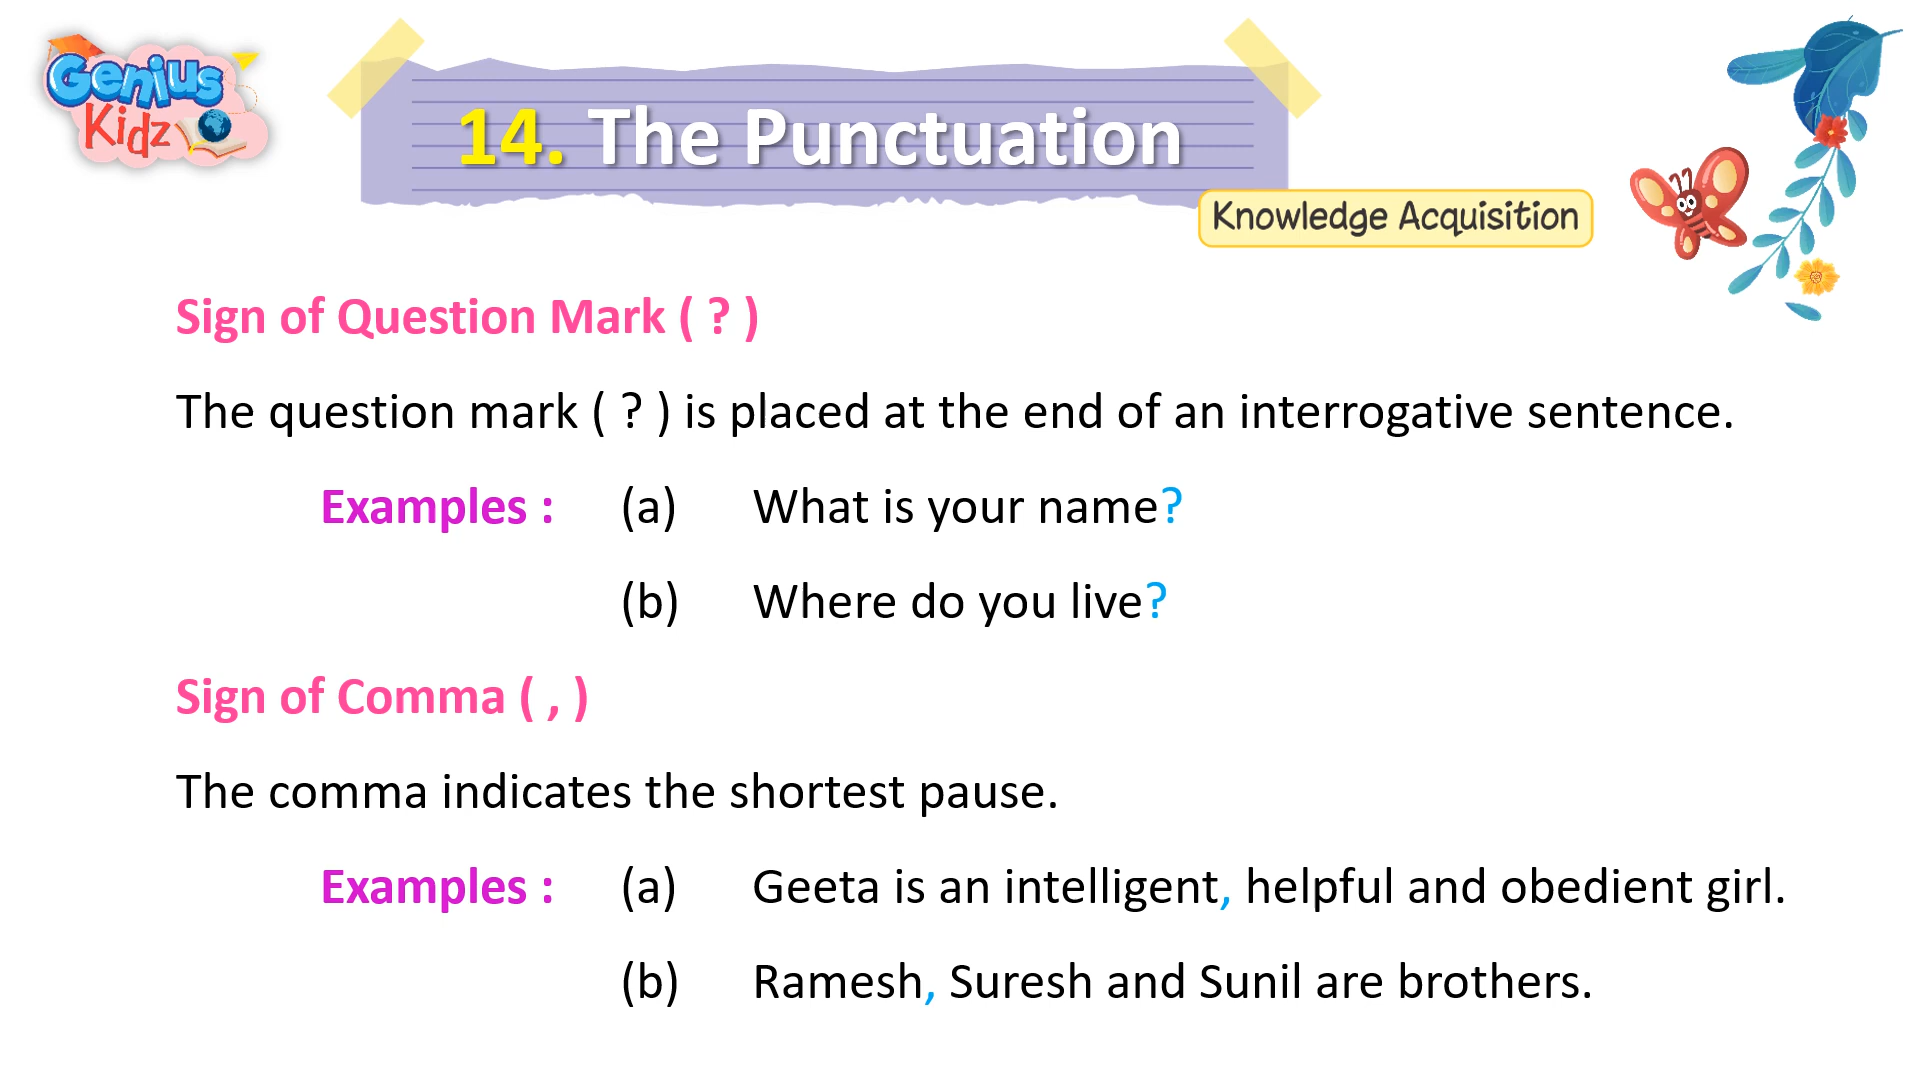 Genius
Kidz
14. The Punctuation
Knowledge Acquisition
Sign of Question Mark ( ? )
The question mark ( ? ) is placed at the end of an interrogative sentence.
Examples : (a) What is your name?
(b) Where do you live?
Sign of Comma ( , )
The comma indicates the shortest pause.
Examples : (a) Geeta is an intelligent, helpful and obedient girl.
(b) Ramesh, Suresh and Sunil are brothers.